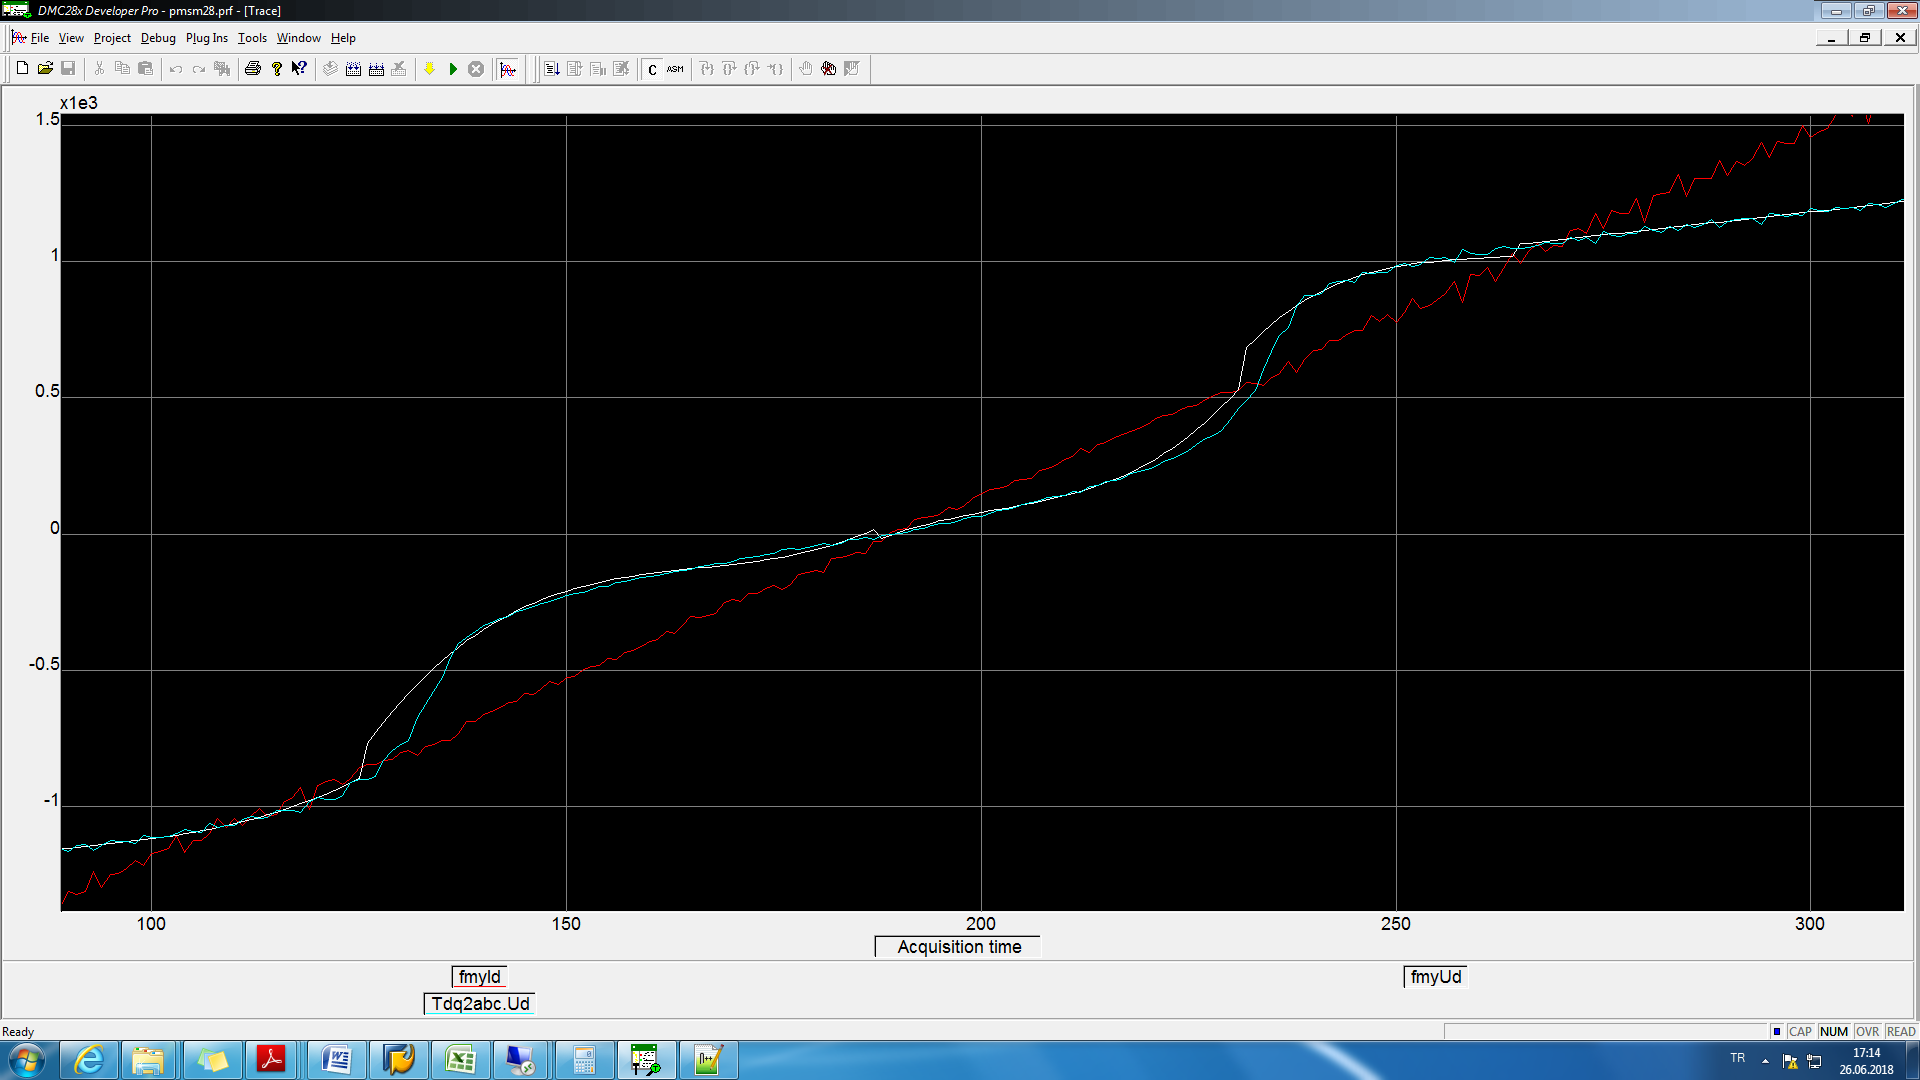 DMC28x Developer Pro - pmsm28.prf - [Trace]
File View Project Debug Plug Ins Tools Window Help
C ASM
x1e3
1.5
1
0.5
0
-0.5
-1
100 150 200 250 300
Acquisition time
fmyId fmyUd
Tdq2abc.Ud
Ready CAP NUM OVR READ
TR 17:14
26.06.2018